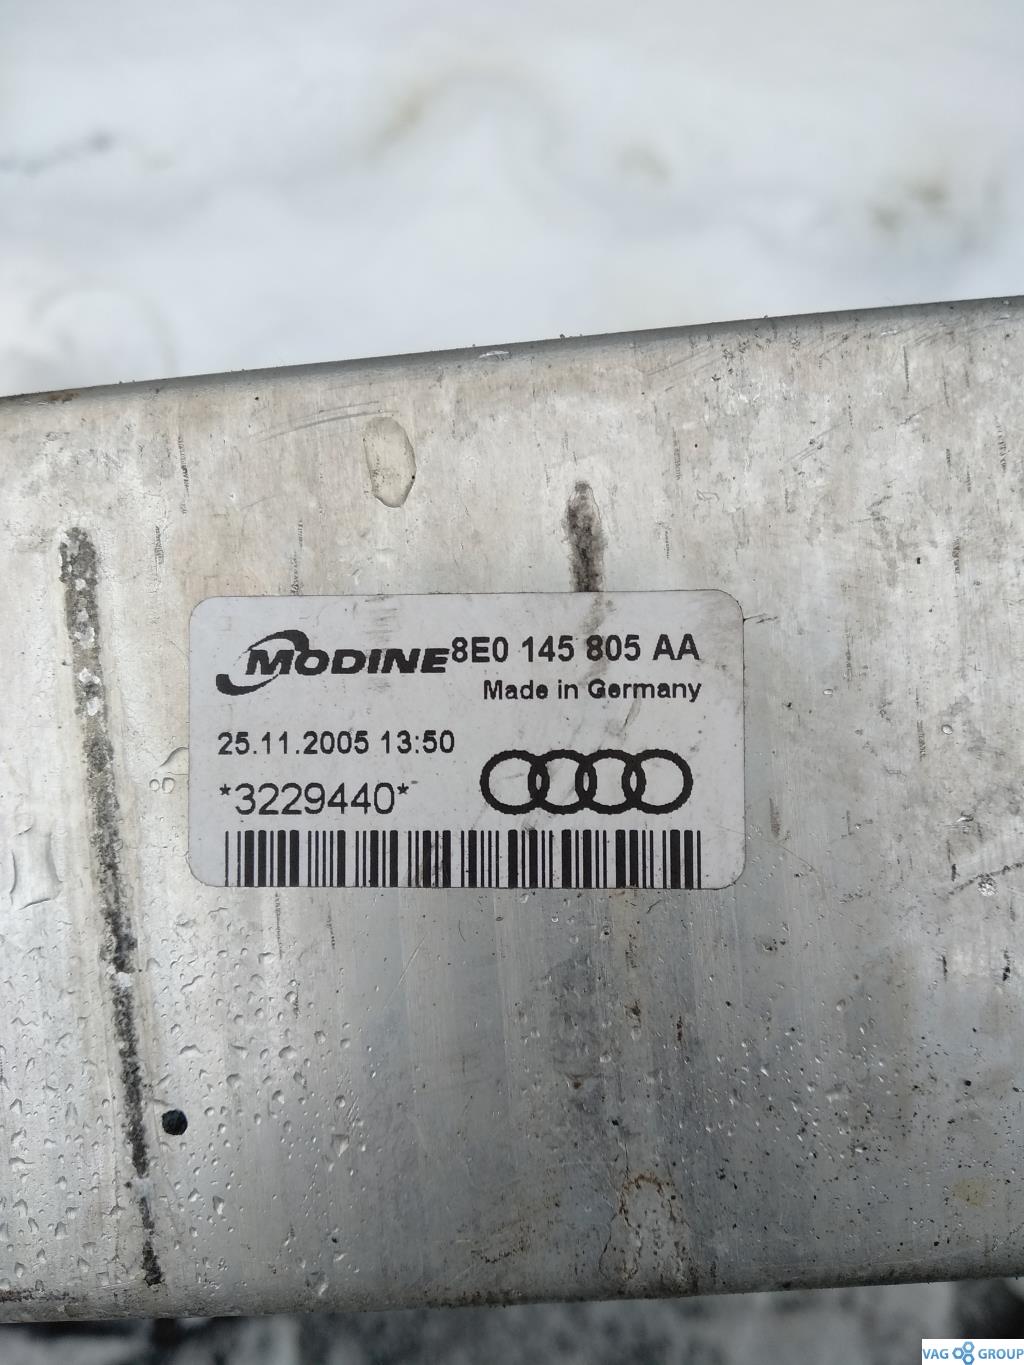 MODINE 8E0 145 805 AA
Made in Germany
25.11.2005 13:50
*3229440*
VAG GROUP